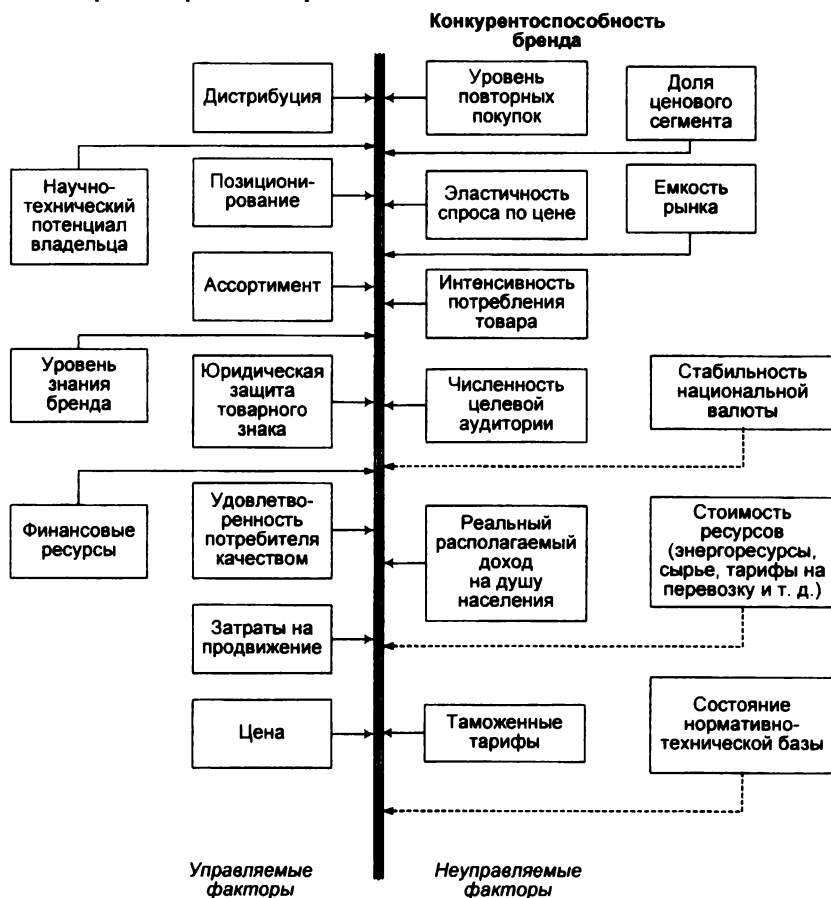 Конкурентоспособность
бренда
Дистрибуция
Уровень
повторных
покупок
Доля
ценового
сегмента
Научно-
технический
потенциал
владельца
Позициони-
рование
Эластичность
спроса по цене
Емкость
рынка
Ассортимент
Интенсивность
потребления
товара
Уровень
знания
бренда
Юридическая
защита
товарного
знака
Численность
целевой
аудитории
Стабильность
национальной
валюты
Финансовые
ресурсы
Удовлетво-
ренность
потребителя
качеством
Реальный
располагаемый
доход
на душу
населения
Стоимость
ресурсов
(энергоресурсы,
сырье, тарифы на
перевозку и т. д.)
Затраты на
продвижение
Цена
Таможенные
тарифы
Состояние
нормативно-
технической базы
Управляемые
факторы
Неуправляемые
факторы